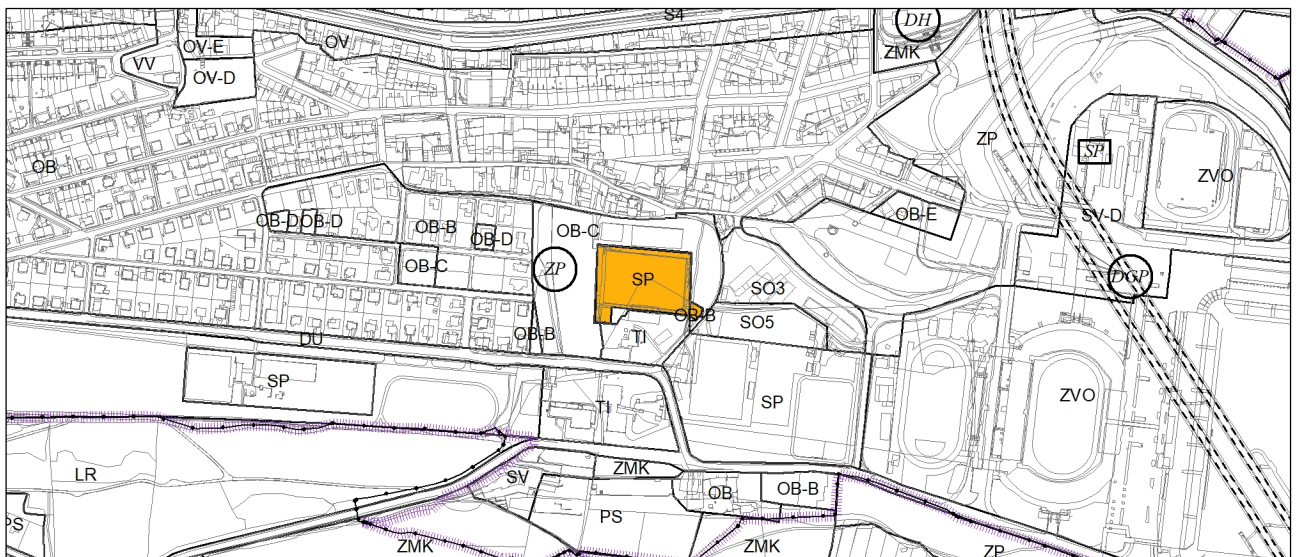 S4
DH
OV-E
OV
ZMK
VV
OV-D
ZP
SP
OB
ZVO
SV-D
OB-E
OB-D
OB-D
OB-B
OB-D
OB-C
OB-C
ZP
SP
SO3
DGP
OB-B
SO5
OB-B
TI
DU
SP
TI
SP
ZVO
LR
SV
ZMK
OB
OB-B
PS
PS
ZMK
ZMK
ZP